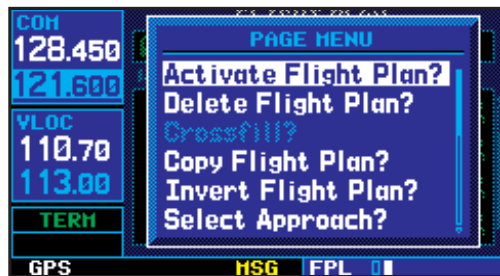 COM
128.450
121.600
VLOC
110.70
113.00
TERM
GPS
PAGE MENU
Activate Flight Plan?
Delete Flight Plan?
Crossfill?
Copy Flight Plan?
Invert Flight Plan?
Select Approach?
MSG
FPL